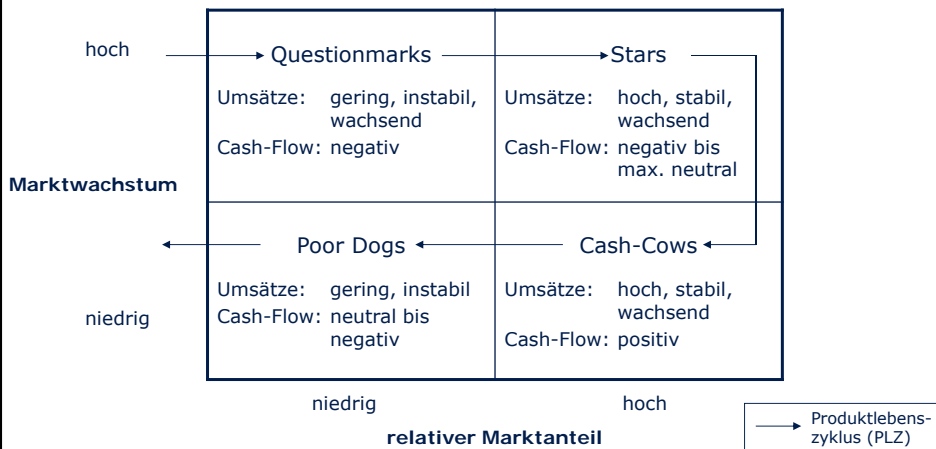 hoch
Questionmarks
Stars
Umsätze: gering, instabil,
wachsend
Cash-Flow: negativ
Umsätze: hoch, stabil,
wachsend
Cash-Flow: negativ bis
max. neutral
Marktwachstum
Poor Dogs
Cash-Cows
Umsätze: gering, instabil
Cash-Flow: neutral bis
negativ
Umsätze: hoch, stabil,
wachsend
Cash-Flow: positiv
niedrig
niedrig
hoch
relativer Marktanteil
Produktlebens-
zyklus (PLZ)